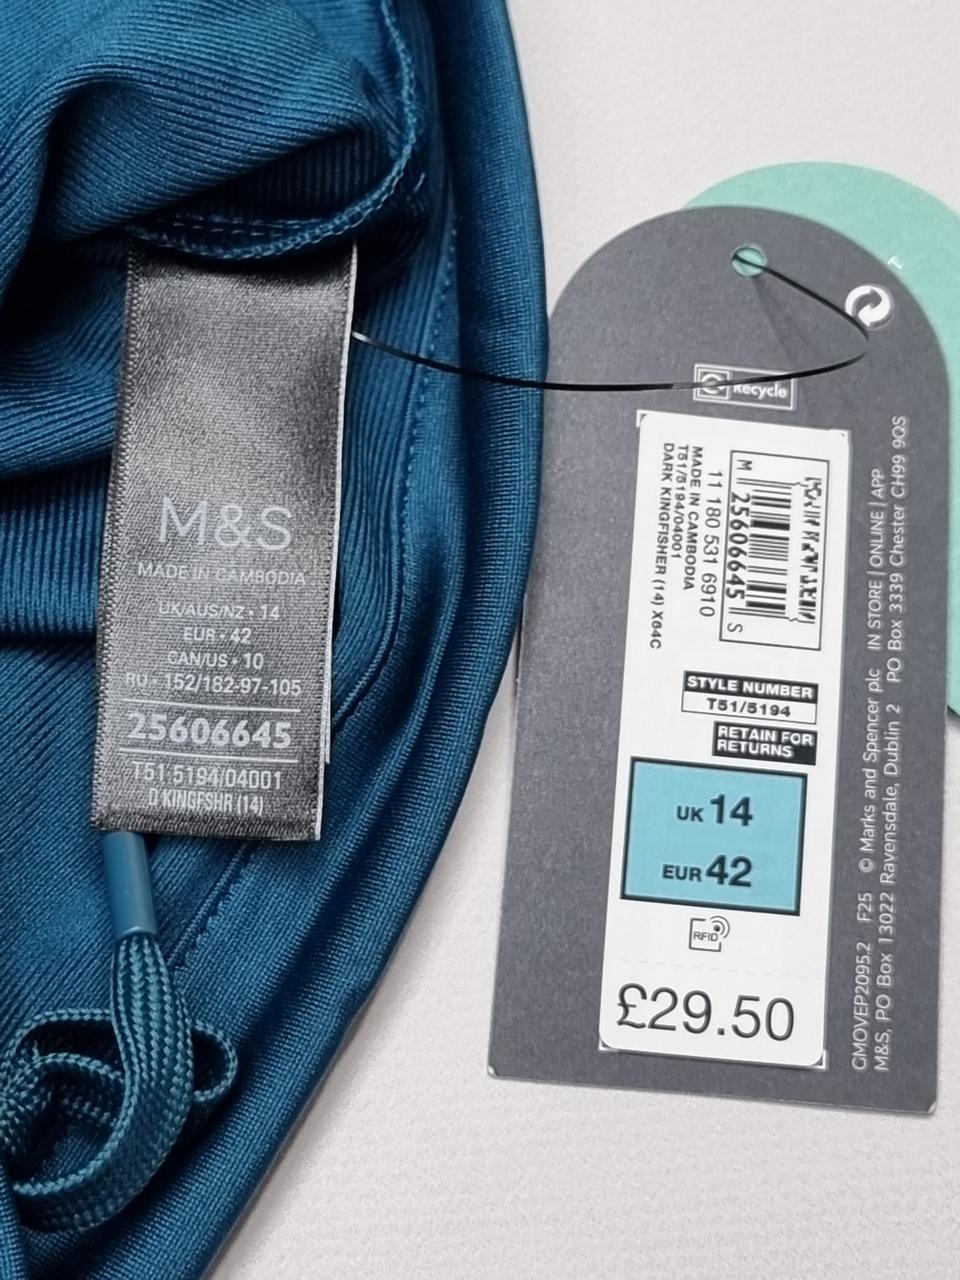 M&S
MADE IN CAMBODIA
UK/AUS/NZ • 14
EUR • 42
CAN/US • 10
RU • 152/182-97-105
25606645
T51 5194/04001
D KINGFSHR (14)
Recycle
M 25606645 S
11 180 531 6910
MADE IN CAMBODIA
T51/5194/04001
DARK KINGFISHER (14) X04C
STYLE NUMBER
T51/5194
RETAIN FOR
RETURNS
UK 14
EUR 42
RFID
£29.50
GMOVEP2095.2 F25 © Marks and Spencer plc IN STORE | ONLINE | APP
M&S, PO Box 13022 Ravensdale, Dublin 2 PO Box 3339 Chester CH99 9QS